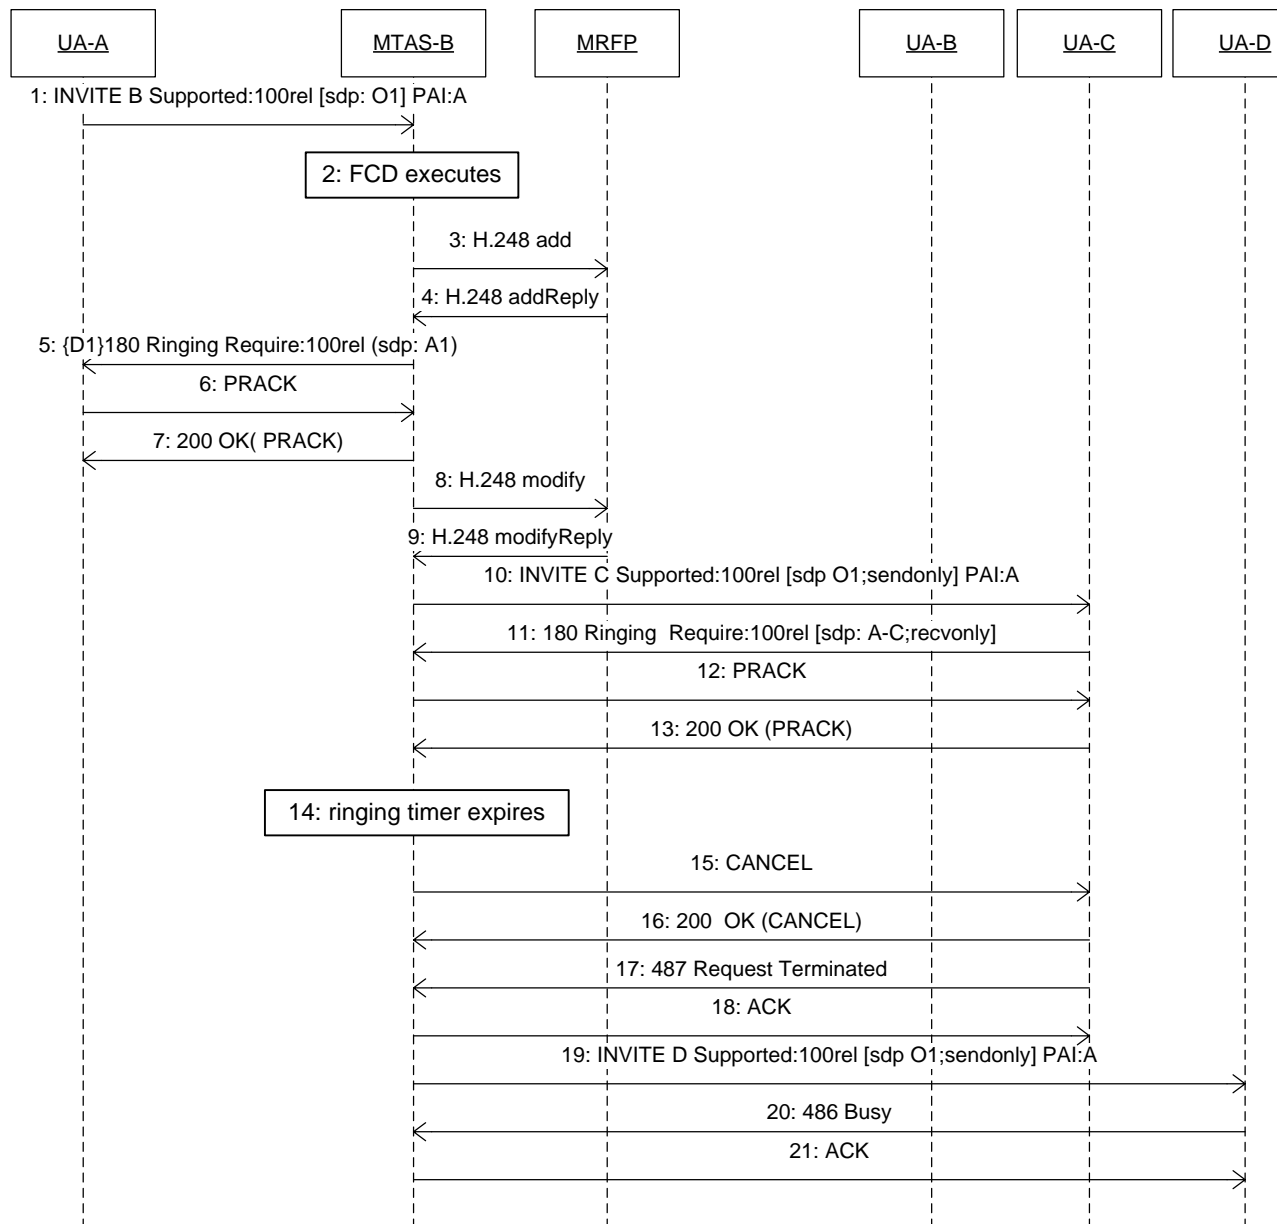 UA-A
MTAS-B
MRFP
UA-B
UA-C
UA-D
1: INVITE B Supported:100rel [sdp: O1] PAI:A
2: FCD executes
3: H.248 add
4: H.248 addReply
5: {D1}180 Ringing Require:100rel (sdp: A1)
6: PRACK
7: 200 OK( PRACK)
8: H.248 modify
9: H.248 modifyReply
10: INVITE C Supported:100rel [sdp O1;sendonly] PAI:A
11: 180 Ringing  Require:100rel [sdp: A-C;recvonly]
12: PRACK
13: 200 OK (PRACK)
14: ringing timer expires
15: CANCEL
16: 200  OK (CANCEL)
17: 487 Request Terminated
18: ACK
19: INVITE D Supported:100rel [sdp O1;sendonly] PAI:A
20: 486 Busy
21: ACK